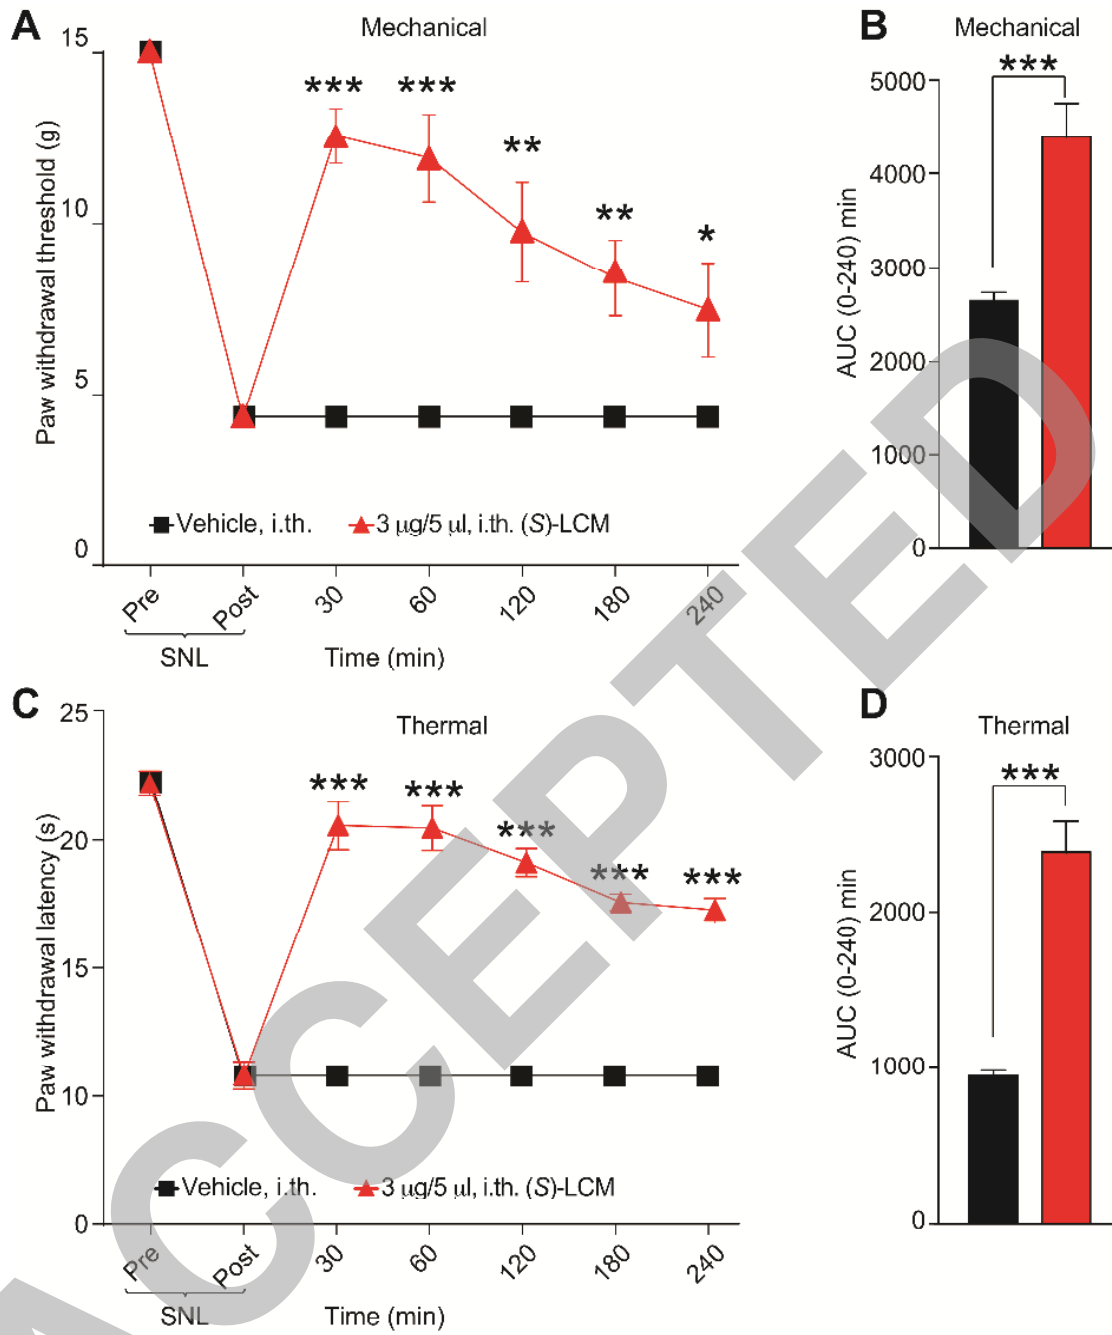 A
Mechanical
15
10
5
0
Paw withdrawal threshold (g)
***
***
**
**
*
Vehicle, i.th.
3 μg/5 μl, i.th. (S)-LCM
Pre
Post
30
60
120
180
240
SNL
Time (min)
B
Mechanical
***
5000
4000
3000
2000
1000
0
AUC (0-240) min
C
Thermal
25
20
15
10
0
Paw withdrawal latency (s)
***
***
***
***
***
Vehicle, i.th.
3 μg/5 μl, i.th. (S)-LCM
Pre
Post
30
60
120
180
240
SNL
Time (min)
D
Thermal
***
3000
2000
1000
0
AUC (0-240) min
ACCEPTED